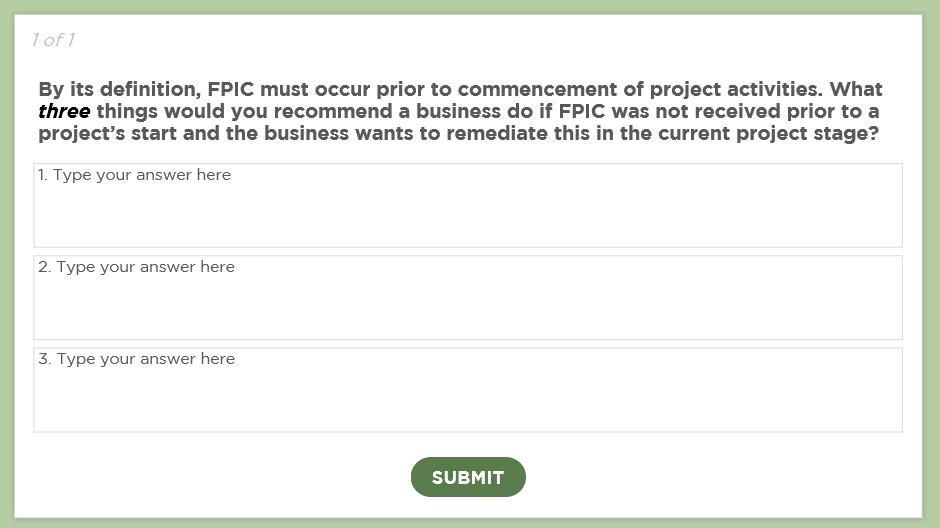 1 of 1
By its definition, FPIC must occur prior to commencement of project activities. What
three things would you recommend a business do if FPIC was not received prior to a
project’s start and the business wants to remediate this in the current project stage?
1. Type your answer here
2. Type your answer here
3. Type your answer here
SUBMIT